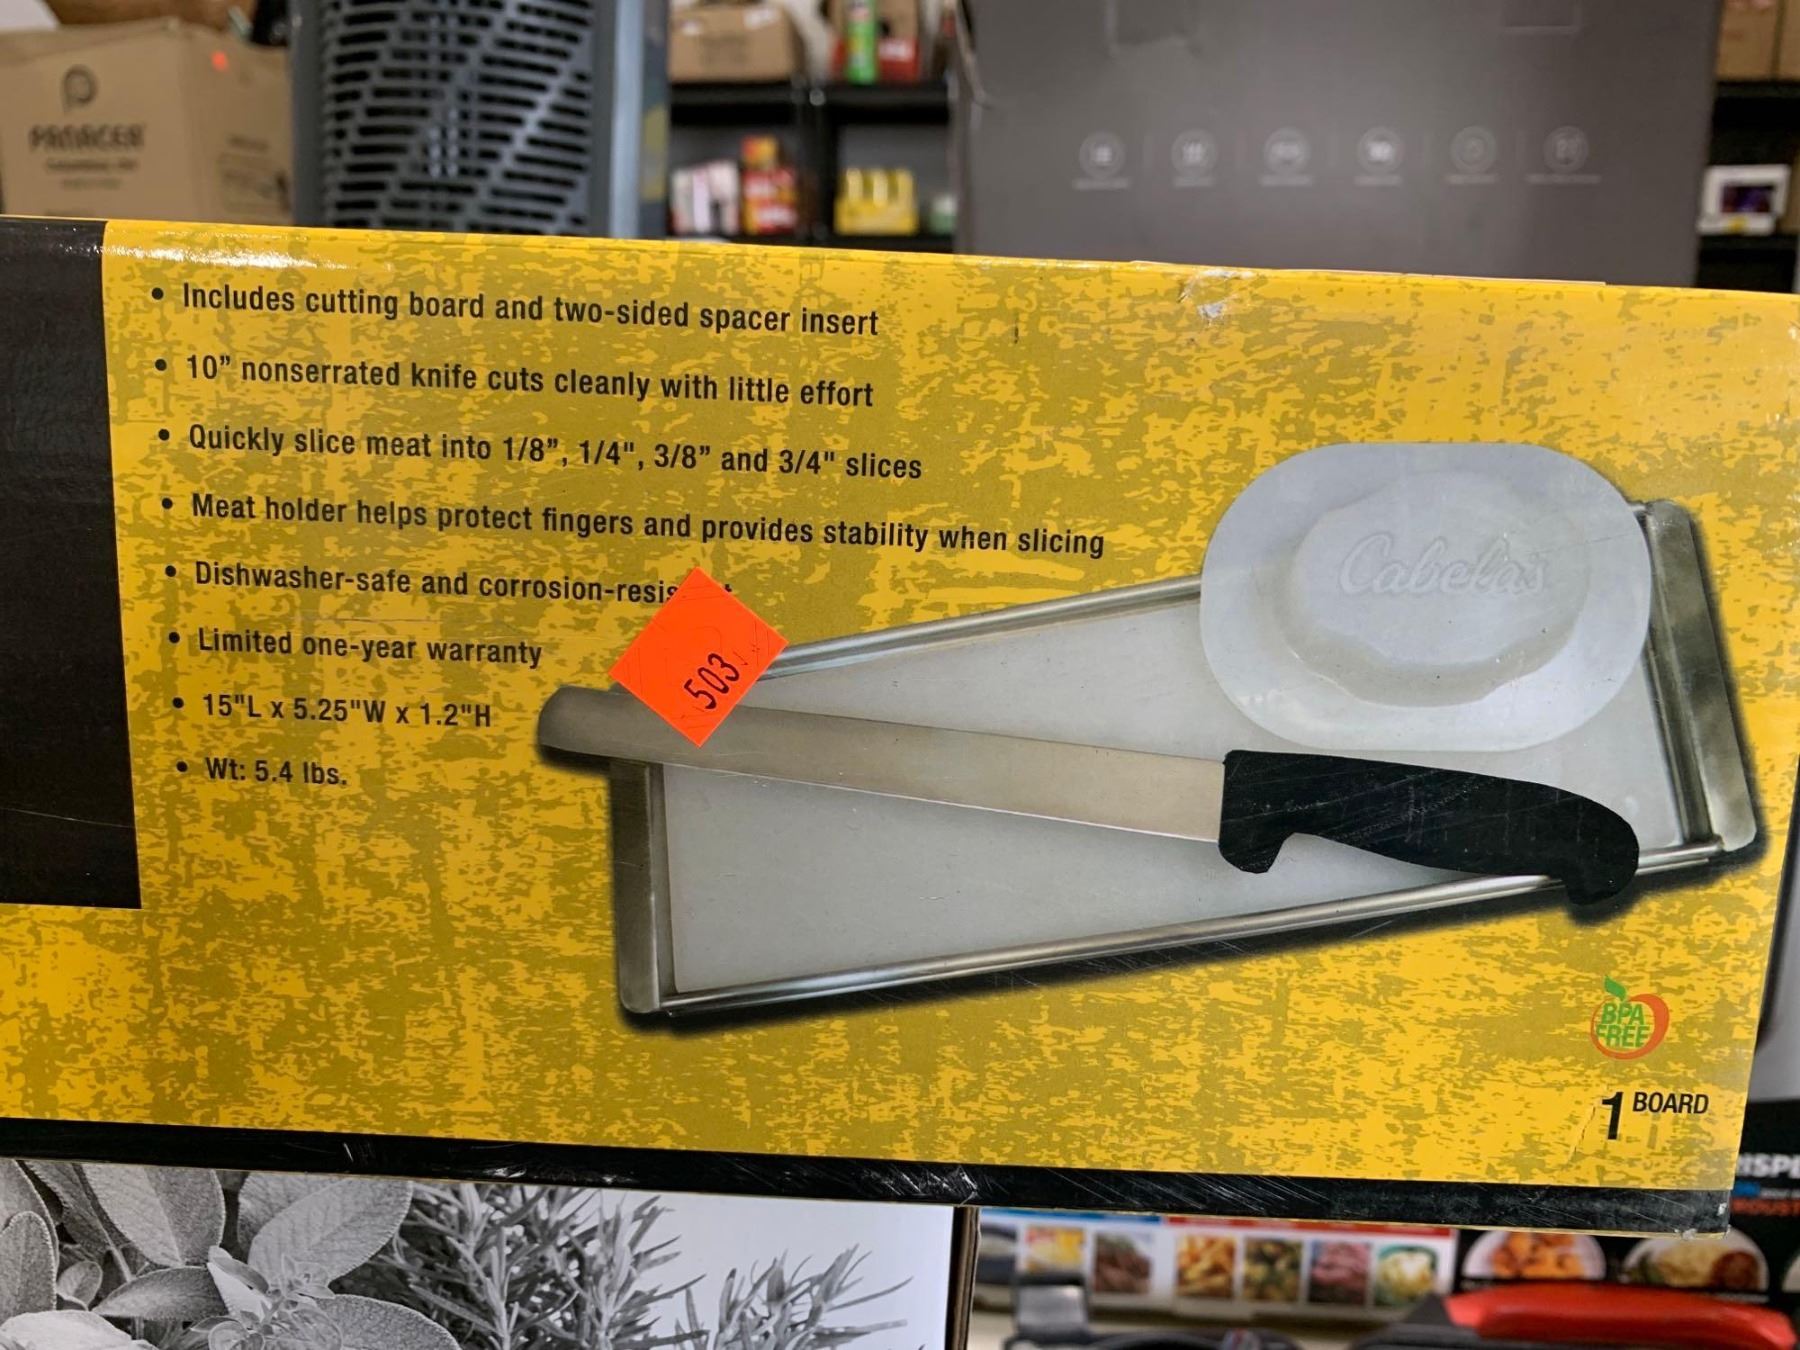 PANACEA
• Includes cutting board and two-sided spacer insert
• 10” nonserrated knife cuts cleanly with little effort
• Quickly slice meat into 1/8”, 1/4", 3/8” and 3/4" slices
• Meat holder helps protect fingers and provides stability when slicing
• Dishwasher-safe and
• Limited one-year warranty
• 15"L x 5.25"W x 1.2"H
• Wt: 5.4 lbs.
503
Cabela's
BPA
FREE
1 BOARD